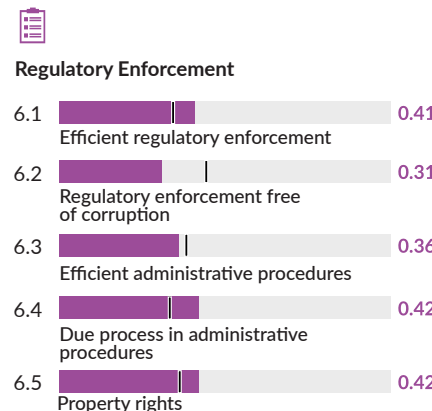 Regulatory Enforcement
6.1 0.41
Efficient regulatory enforcement
6.2 0.31
Regulatory enforcement free
of corruption
6.3 0.36
Efficient administrative procedures
6.4 0.42
Due process in administrative
procedures
6.5 0.42
Property rights